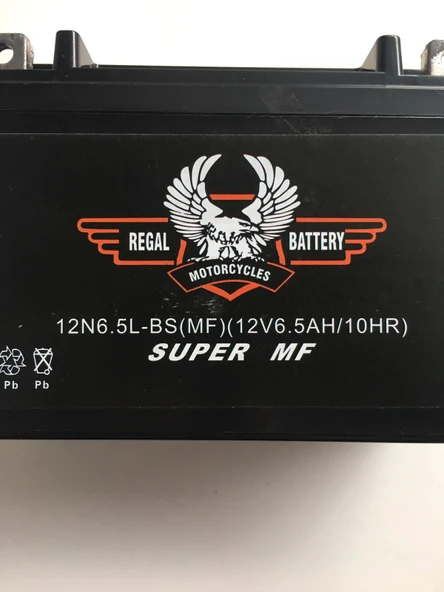 REGAL BATTERY
MOTORCYCLES
12N6.5L-BS(MF)(12V6.5AH/10HR)
SUPER MF
Pb Pb